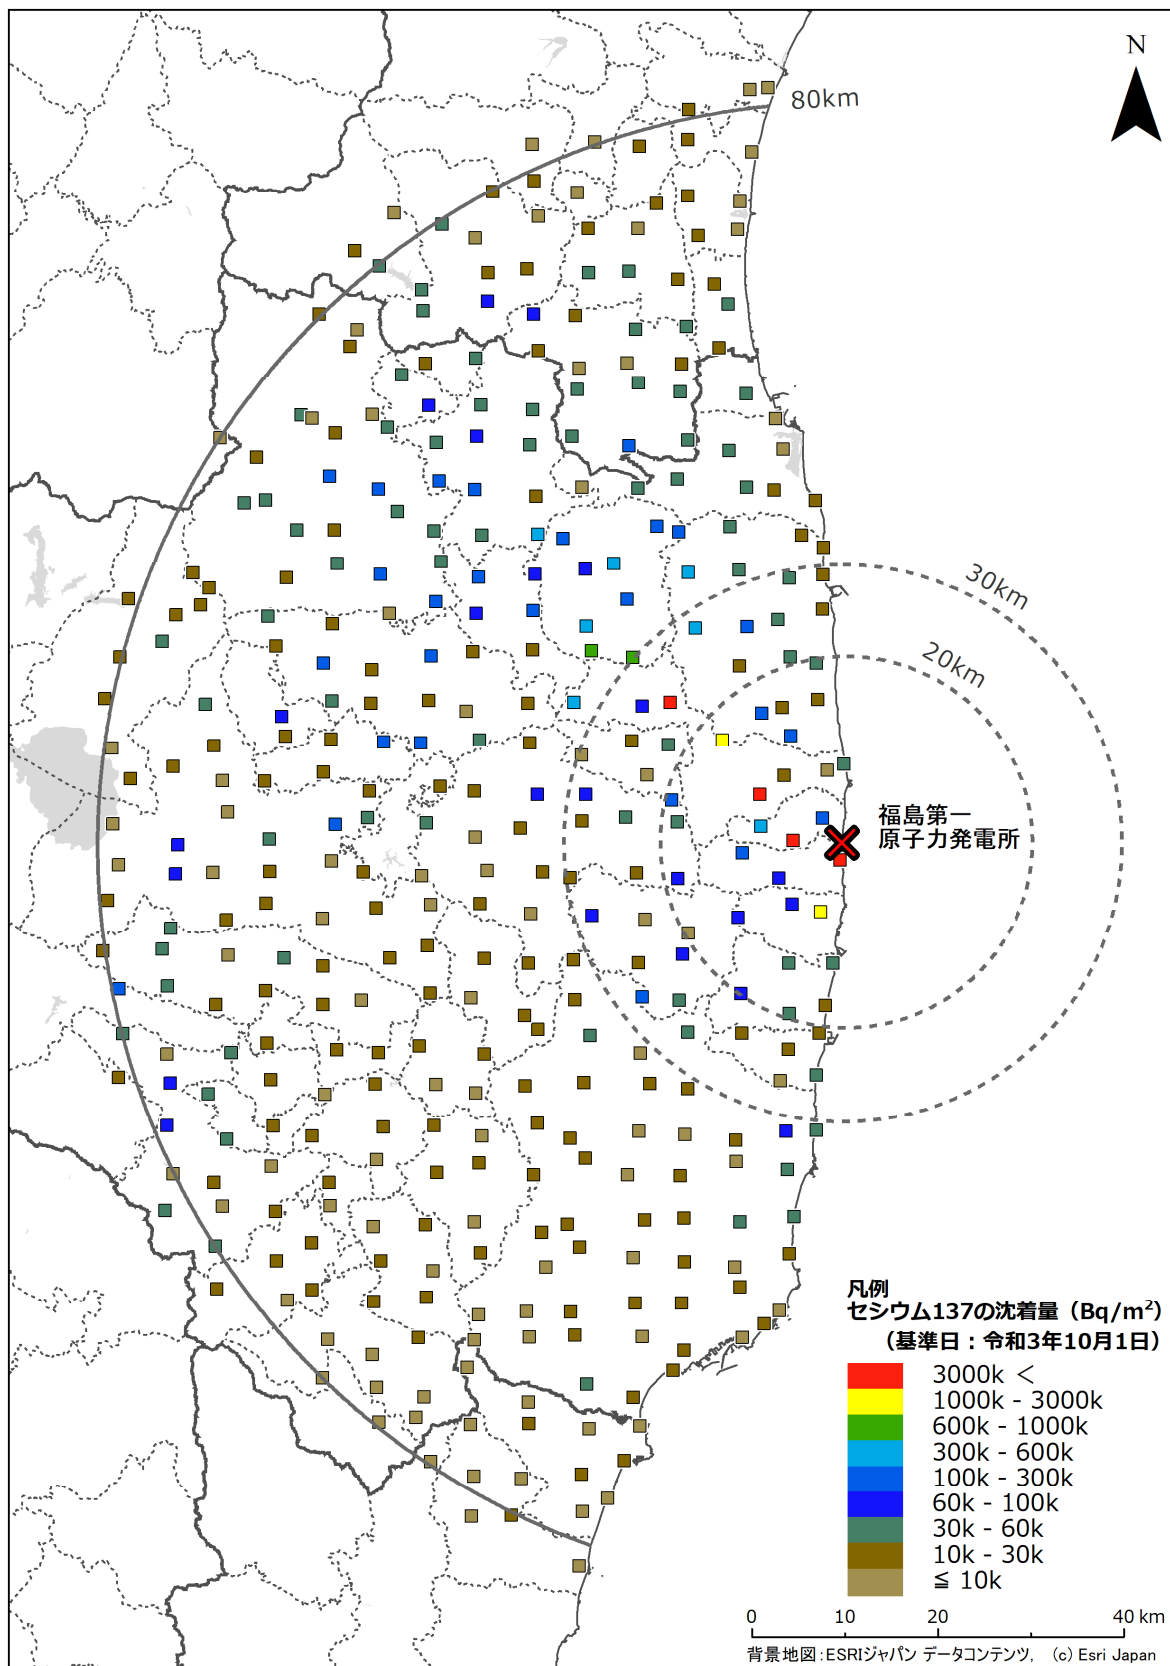 N
80km
30km
20km
福島第一
原子力発電所
凡例
セシウム137の沈着量（Bq/m²）
（基準日：令和3年10月1日）
3000k ＜
1000k - 3000k
600k - 1000k
300k - 600k
100k - 300k
60k - 100k
30k - 60k
10k - 30k
≦ 10k
0 10 20 40 km
背景地図：ESRIジャパン データコンテンツ， (c) Esri Japan